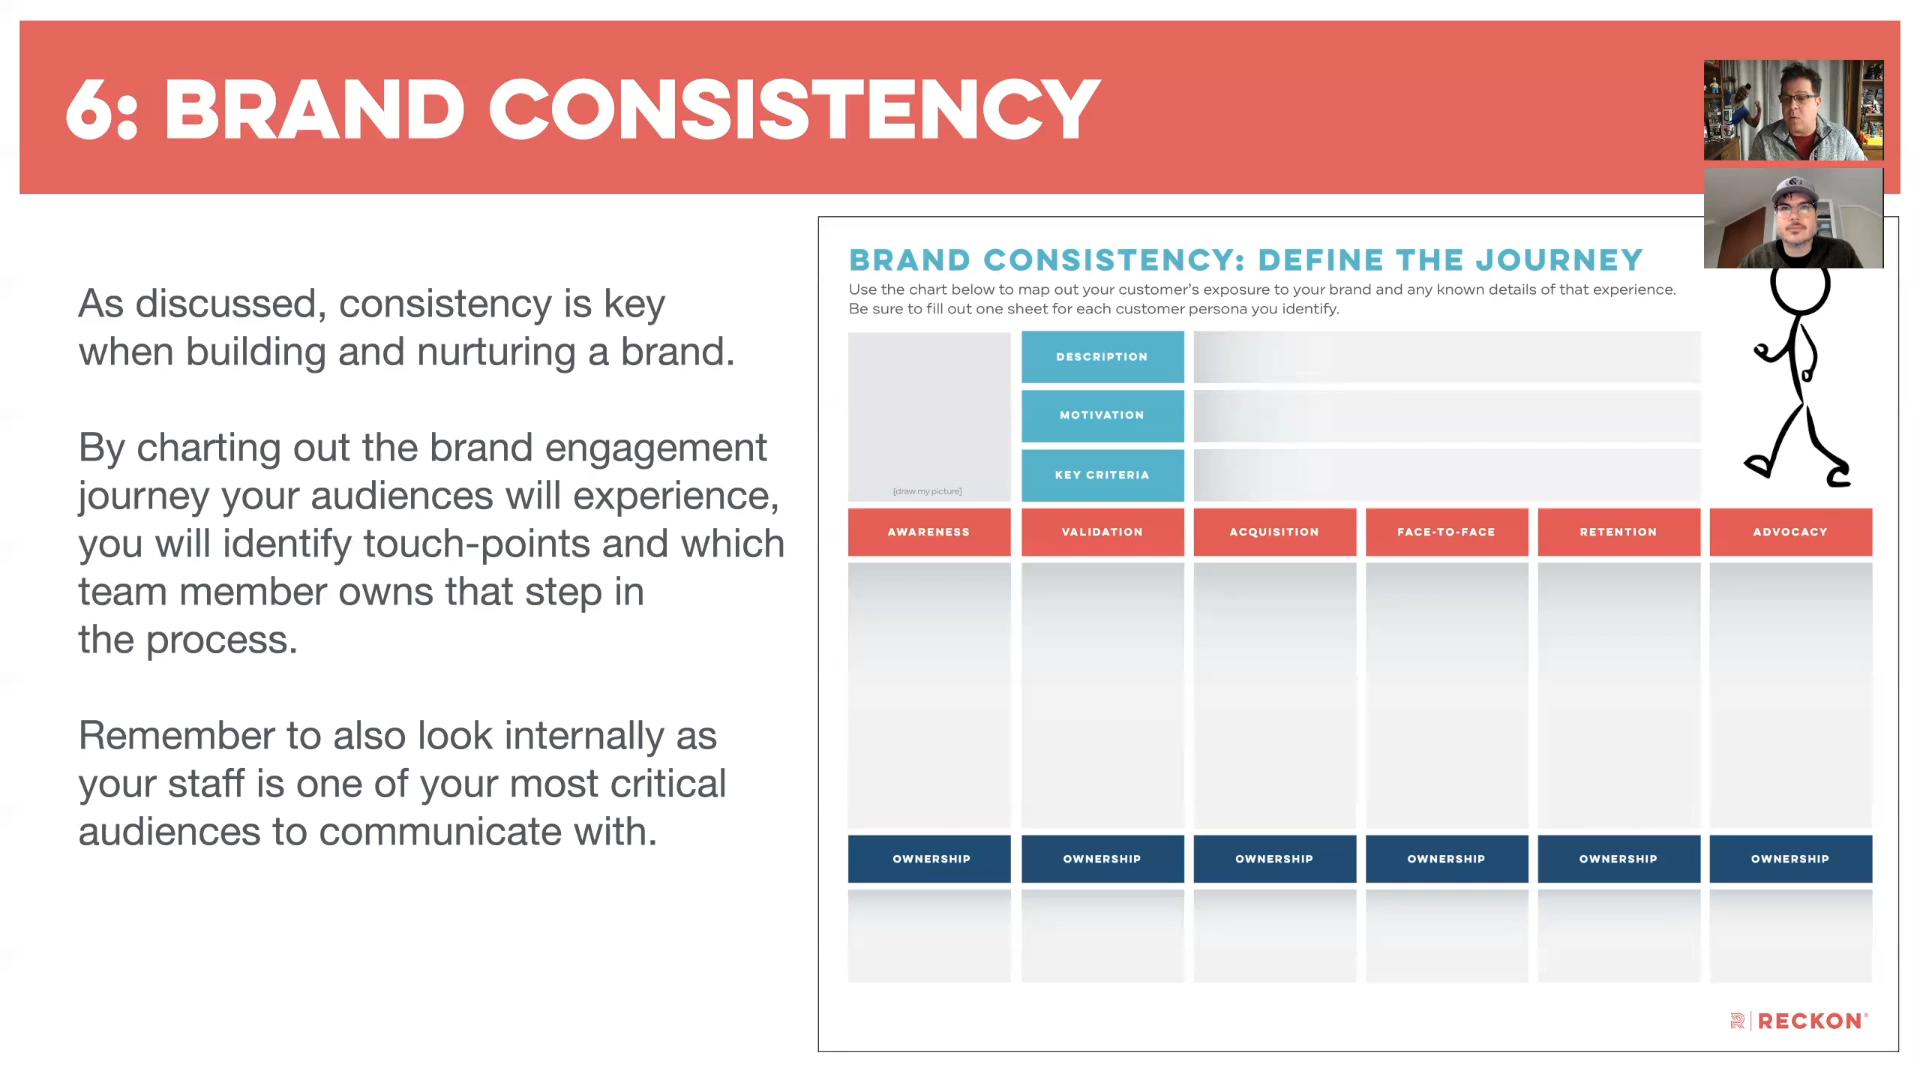 6: BRAND CONSISTENCY
As discussed, consistency is key
when building and nurturing a brand.
By charting out the brand engagement
journey your audiences will experience,
you will identify touch-points and which
team member owns that step in
the process.
Remember to also look internally as
your staff is one of your most critical
audiences to communicate with.
BRAND CONSISTENCY: DEFINE THE JOURNEY
Use the chart below to map out your customer's exposure to your brand and any known details of that experience.
Be sure to fill out one sheet for each customer persona you identify.
[draw my picture]
DESCRIPTION
MOTIVATION
KEY CRITERIA
AWARENESS VALIDATION ACQUISITION FACE-TO-FACE RETENTION ADVOCACY
OWNERSHIP OWNERSHIP OWNERSHIP OWNERSHIP OWNERSHIP OWNERSHIP
R RECKON®